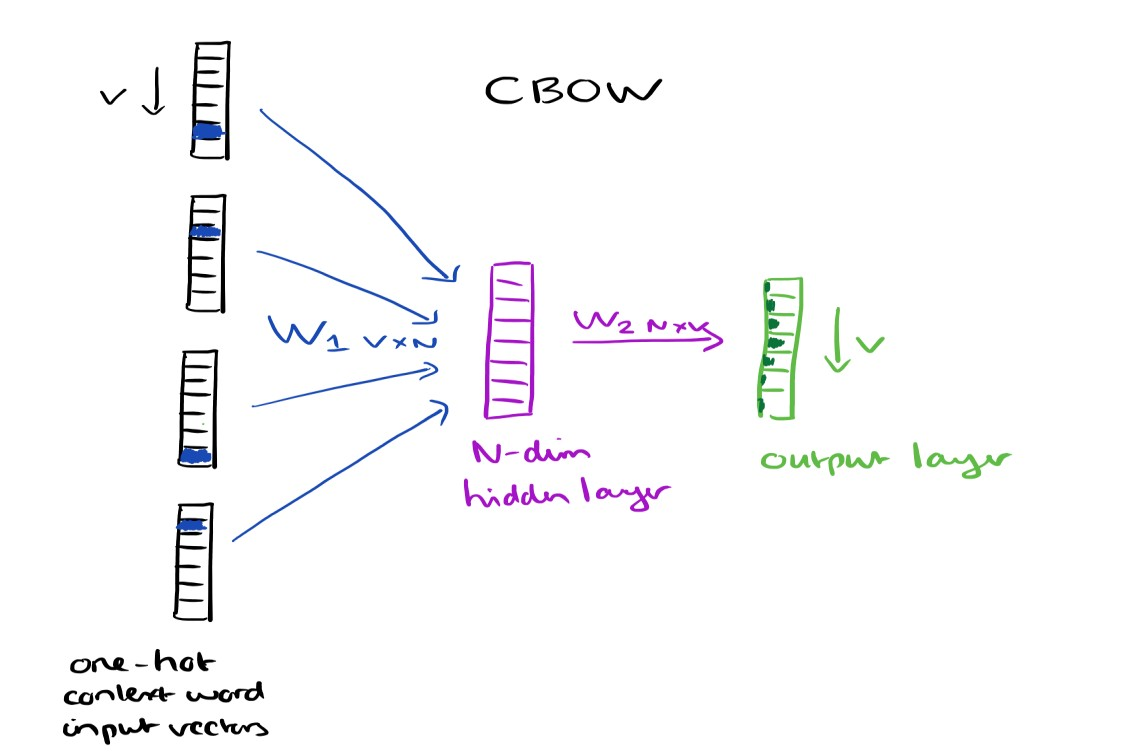 CBOW
v
W1 V×N
W2 N×V
v
N-dim
hidden layer
output layer
one-hot
context word
input vectors